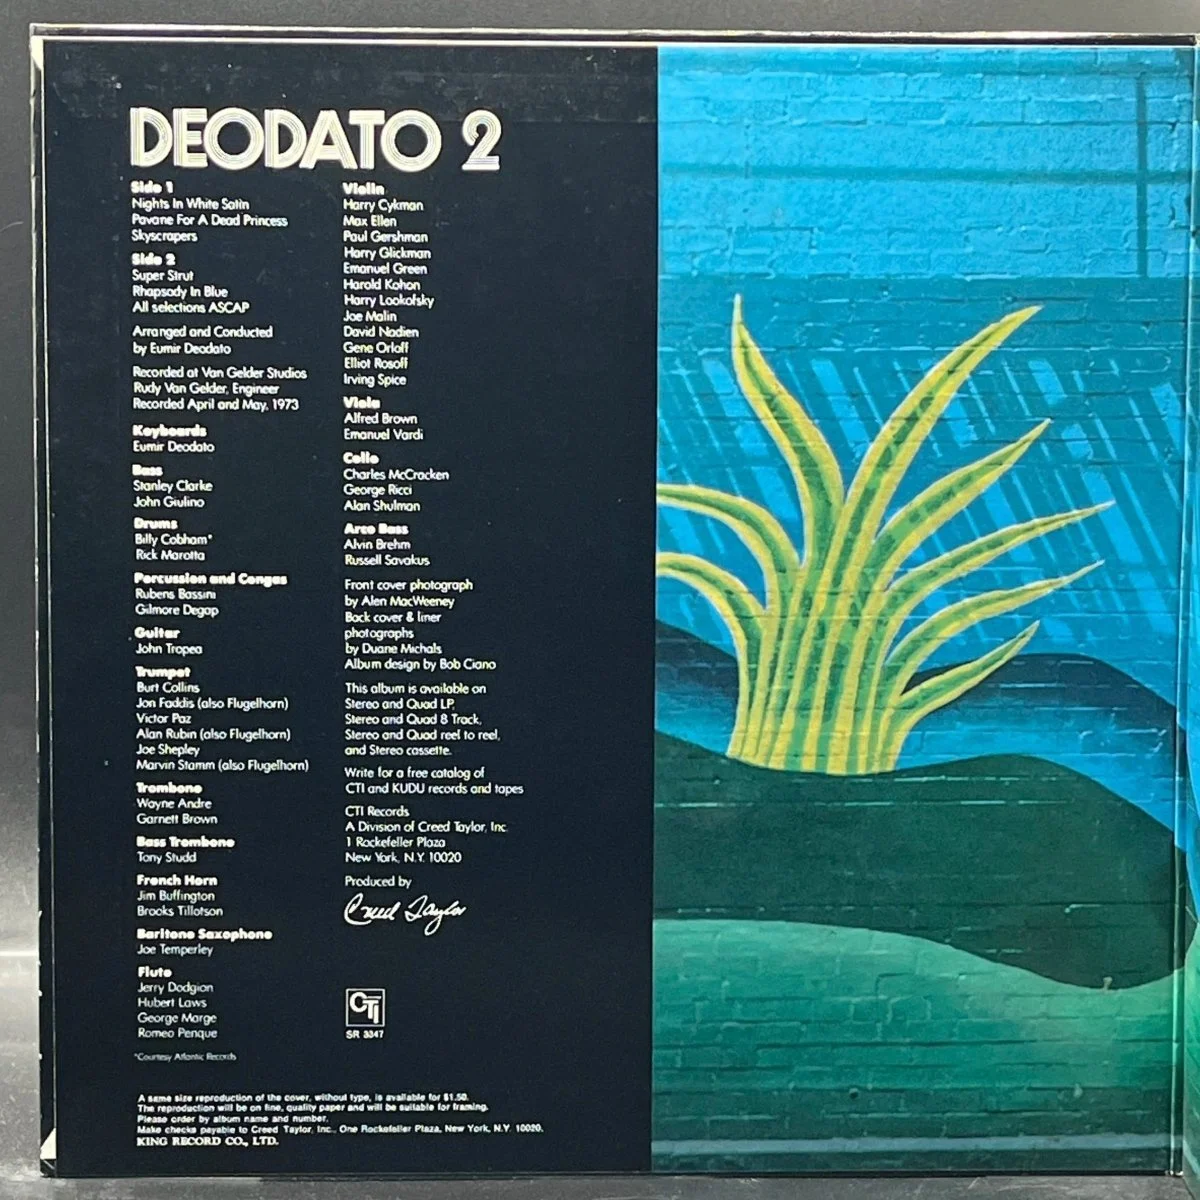 DEODATO 2
Side 1
Nights In White Satin
Pavane For A Dead Princess
Skyscrapers
Side 2
Super Strut
Rhapsody In Blue
All selections ASCAP
Arranged and Conducted
by Eumir Deodato
Recorded at Van Gelder Studios
Rudy Van Gelder, Engineer
Recorded April and May, 1973
Keyboards
Eumir Deodato
Bass
Stanley Clarke
John Giulino
Drums
Billy Cobham*
Rick Marotta
Percussion and Congas
Rubens Bassini
Gilmore Degap
Guitar
John Tropea
Trumpet
Burt Collins
Jon Faddis (also Flugelhorn)
Victor Paz
Alan Rubin (also Flugelhorn)
Joe Shepley
Marvin Stamm (also Flugelhorn)
Trombone
Wayne Andre
Garnett Brown
Bass Trombone
Tony Studd
French Horn
Jim Buffington
Brooks Tillotson
Baritone Saxophone
Joe Temperley
Flute
Jerry Dodgion
Hubert Laws
George Marge
Romeo Penque
*Courtesy Atlantic Records
Violin
Harry Cykman
Max Ellen
Paul Gershman
Harry Glickman
Emanuel Green
Harold Kohon
Harry Lookofsky
Joe Malin
David Nadien
Gene Orloff
Elliot Rosoff
Irving Spice
Viola
Alfred Brown
Emanuel Vardi
Cello
Charles McCracken
George Ricci
Alan Shulman
Arco Bass
Alvin Brehm
Russell Savakus
Front cover photograph
by Alen MacWeeney
Back cover & liner
photographs
by Duane Michals
Album design by Bob Ciano
This album is available on
Stereo and Quad LP,
Stereo and Quad 8 Track,
Stereo and Quad reel to reel,
and Stereo cassette.
Write for a free catalog of
CTI and KUDU records and tapes
CTI Records
A Division of Creed Taylor, Inc.
1 Rockefeller Plaza
New York, N.Y. 10020
Produced by
Creed Taylor
CTI
SR 3347
A same size reproduction of the cover, without type, is available for $1.50.
The reproduction will be on fine, quality paper and will be suitable for framing.
Please order by album name and number.
Make checks payable to Creed Taylor, Inc., One Rockefeller Plaza, New York, N.Y. 10020.
KING RECORD CO., LTD.